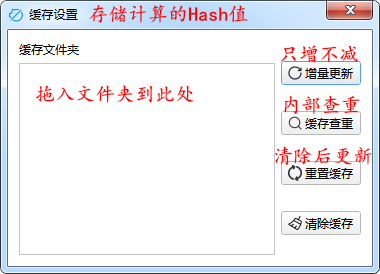 缓存设置 存储计算的Hash值
缓存文件夹
只增不减
增量更新
拖入文件夹到此处
内部查重
缓存查重
清除后更新
重置缓存
清除缓存